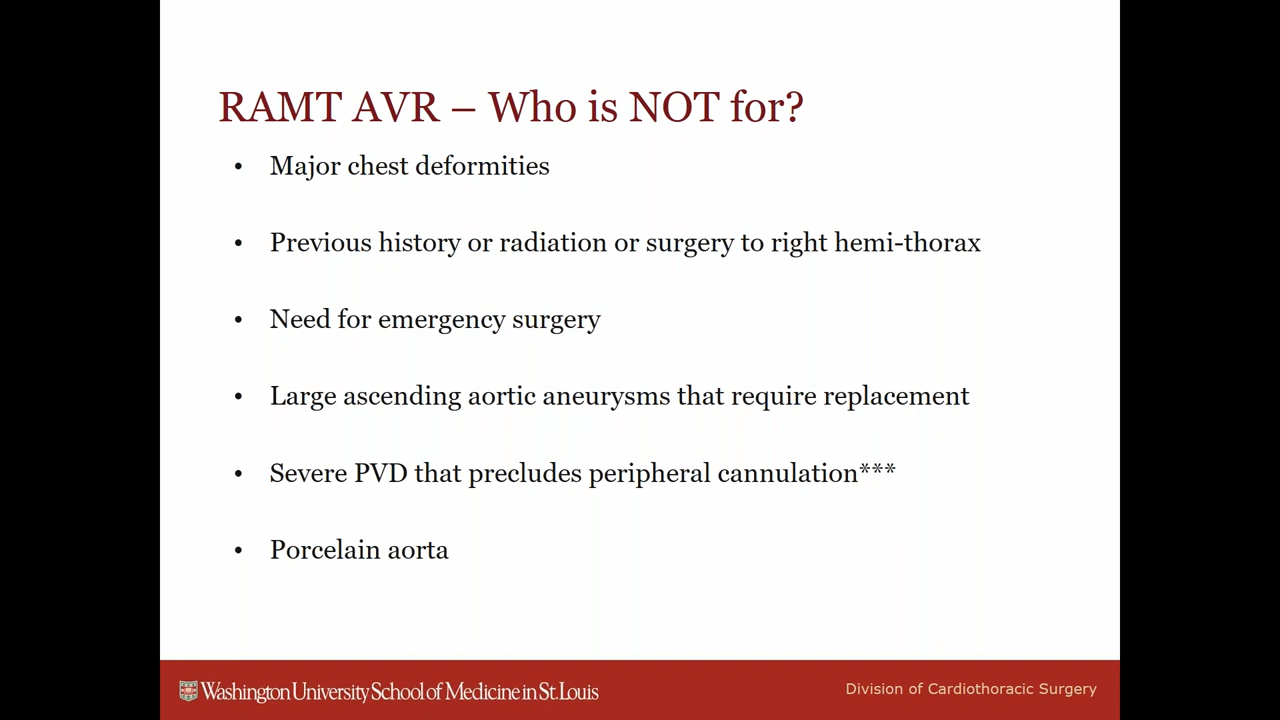 RAMT AVR – Who is NOT for?
• Major chest deformities
• Previous history or radiation or surgery to right hemi-thorax
• Need for emergency surgery
• Large ascending aortic aneurysms that require replacement
• Severe PVD that precludes peripheral cannulation***
• Porcelain aorta
Washington University School of Medicine in St. Louis
Division of Cardiothoracic Surgery